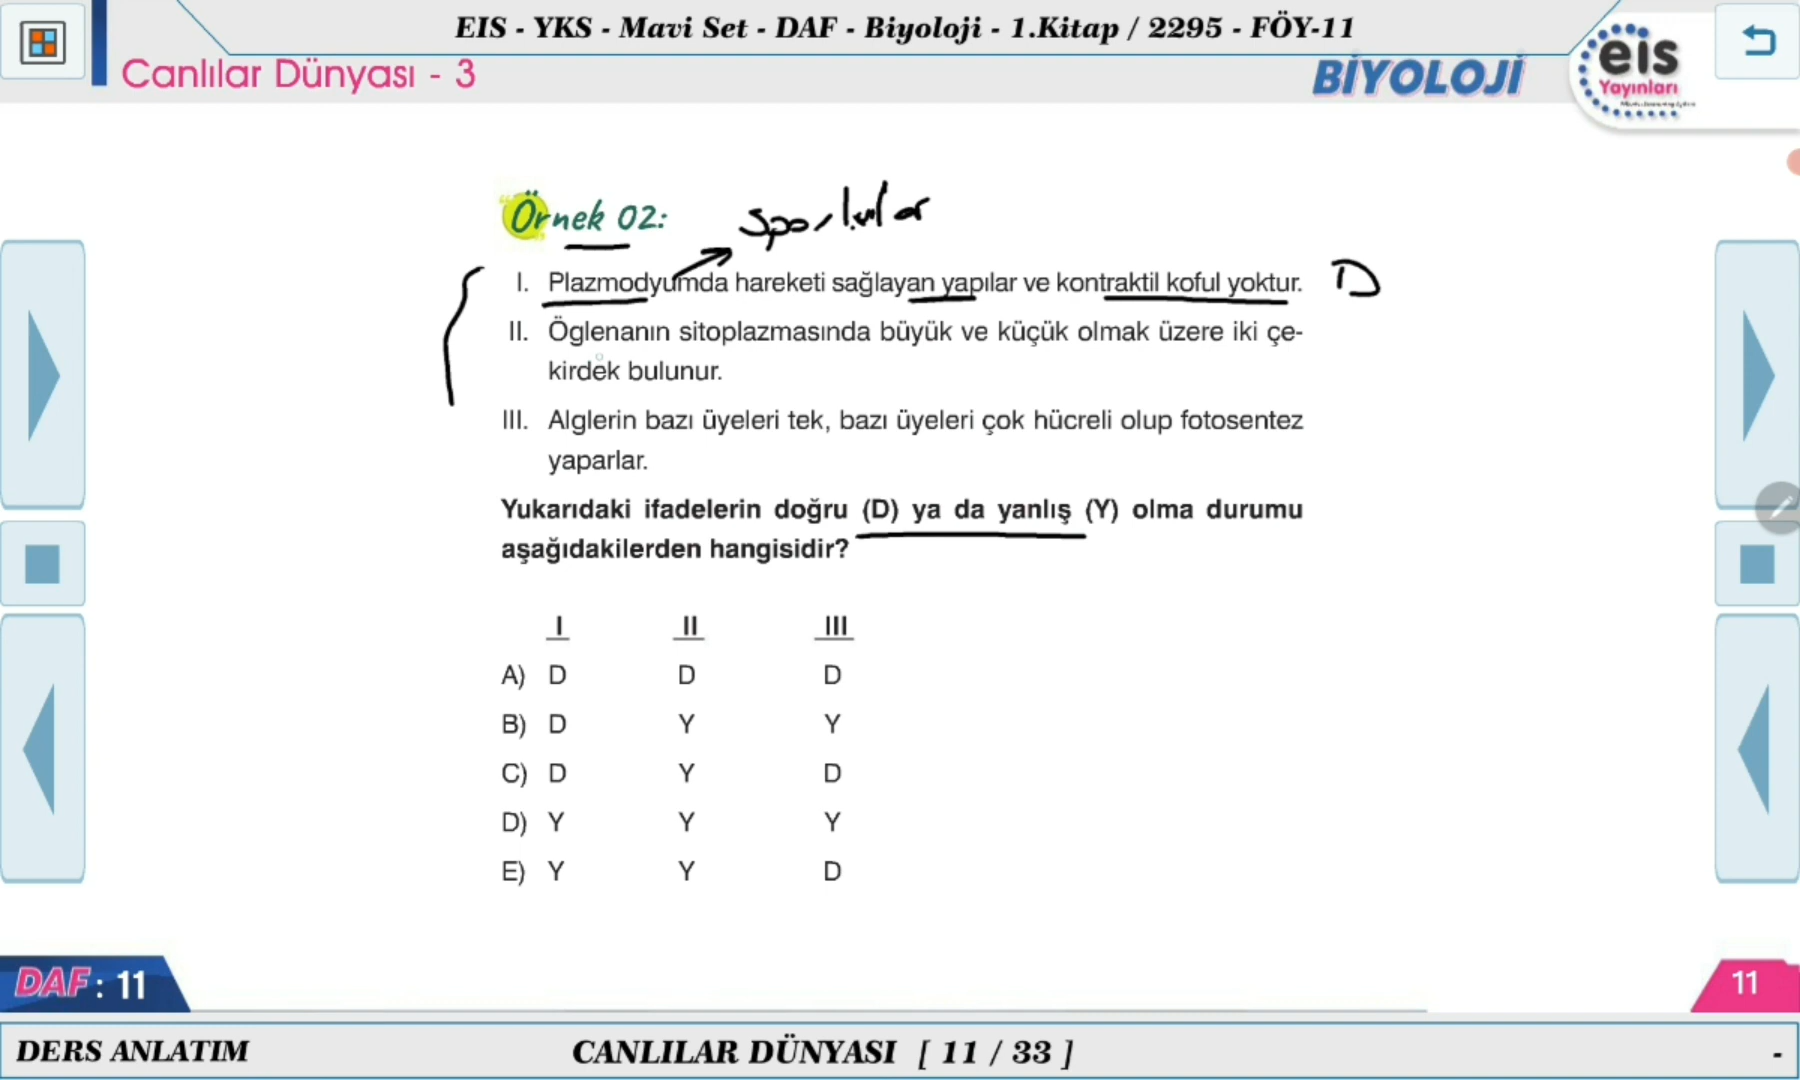 EIS - YKS - Mavi Set - DAF - Biyoloji - 1.Kitap / 2295 - FÖY-11
Canlılar Dünyası - 3
BİYOLOJİ
eis
Yayınları
Örnek 02:
Sporlular
I. Plazmodyumda hareketi sağlayan yapılar ve kontraktil koful yoktur. D
II. Öglenanın sitoplazmasında büyük ve küçük olmak üzere iki çe-
kirdek bulunur.
III. Alglerin bazı üyeleri tek, bazı üyeleri çok hücreli olup fotosentez
yaparlar.
Yukarıdaki ifadelerin doğru (D) ya da yanlış (Y) olma durumu
aşağıdakilerden hangisidir?
I II III
A) D D D
B) D Y Y
C) D Y D
D) Y Y Y
E) Y Y D
DAF : 11
11
DERS ANLATIM
CANLILAR DÜNYASI [ 11 / 33 ]
-